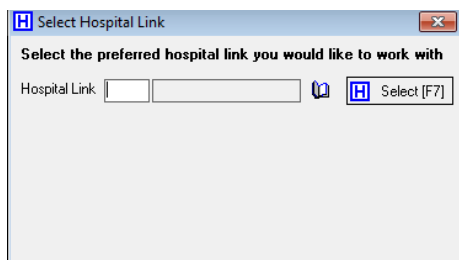 H Select Hospital Link
Select the preferred hospital link you would like to work with
Hospital Link H Select [F7]